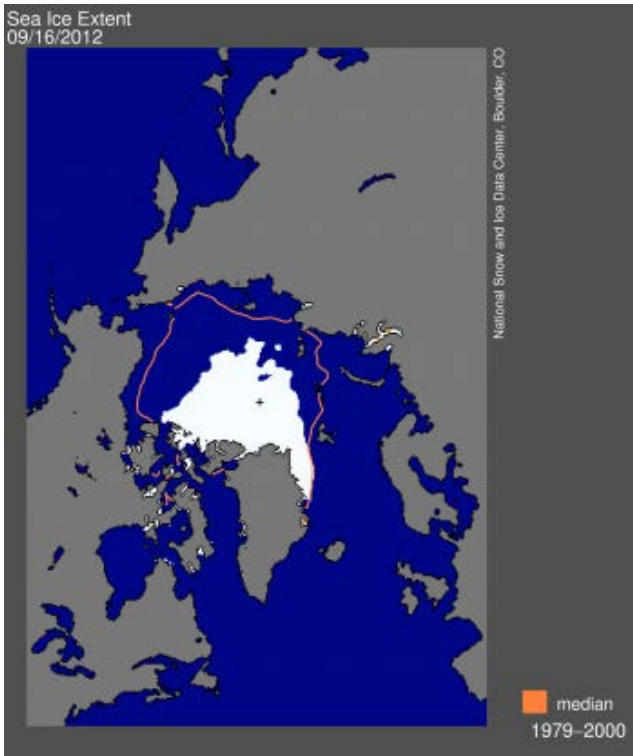 Sea Ice Extent
09/16/2012
National Snow and Ice Data Center, Boulder, CO
median
1979–2000